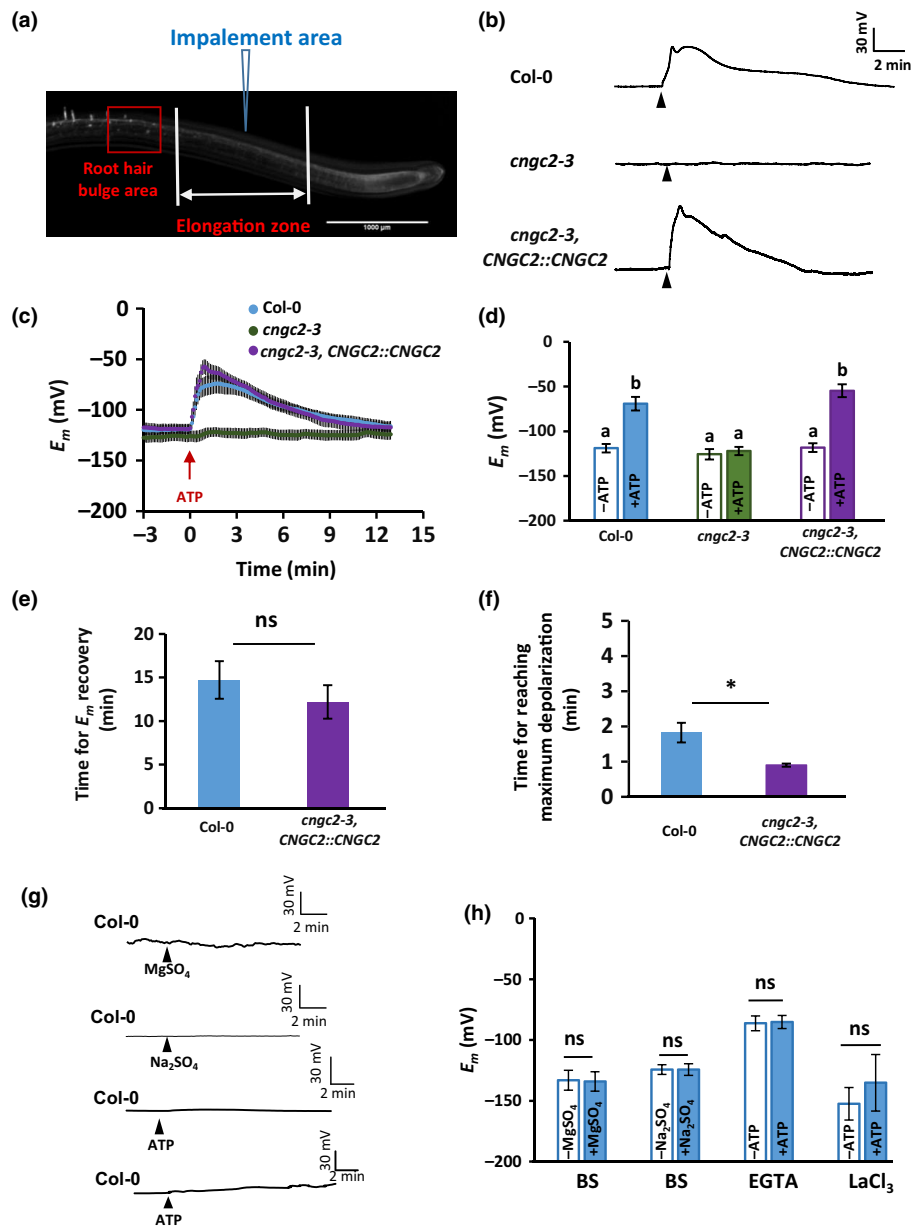 (a)
Impalement area
Root hair
bulge area
Elongation zone
1000 µm
(b)
30 mV
2 min
Col-0
cngc2-3
cngc2-3,
CNGC2::CNGC2
(c)
Col-0
cngc2-3
cngc2-3, CNGC2::CNGC2
0
−50
−100
−150
−200
Em (mV)
ATP
−3 0 3 6 9 12 15
Time (min)
(d)
0
−50
−100
−150
−200
Em (mV)
a b a a a b
−ATP +ATP −ATP +ATP −ATP +ATP
Col-0 cngc2-3 cngc2-3,
CNGC2::CNGC2
(e)
Time for Em recovery
(min)
20
15
10
5
0
ns
Col-0 cngc2-3,
CNGC2::CNGC2
(f)
Time for reaching
maximum depolarization
(min)
5
4
3
2
1
0
*
Col-0 cngc2-3,
CNGC2::CNGC2
(g)
Col-0
30 mV
2 min
MgSO4
Col-0
30 mV
2 min
Na2SO4
Col-0
30 mV
2 min
ATP
Col-0
30 mV
2 min
ATP
(h)
0
−50
−100
−150
−200
Em (mV)
ns ns ns ns
−MgSO4 +MgSO4 −Na2SO4 +Na2SO4 −ATP +ATP −ATP +ATP
BS BS EGTA LaCl3